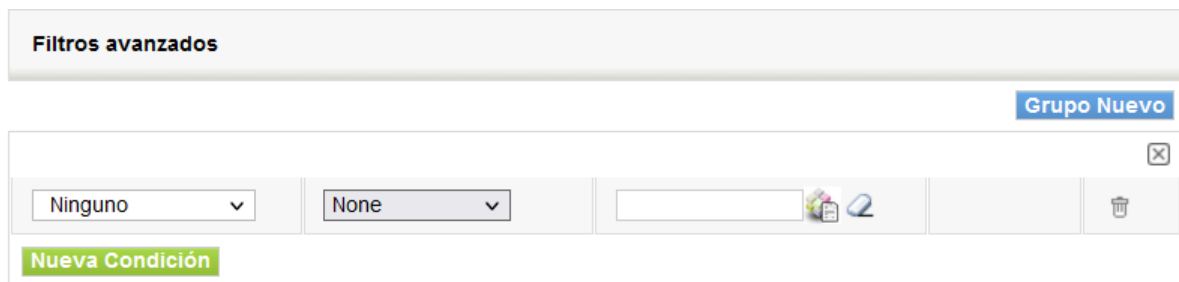 Filtros avanzados
Grupo Nuevo
Ninguno None
Nueva Condición